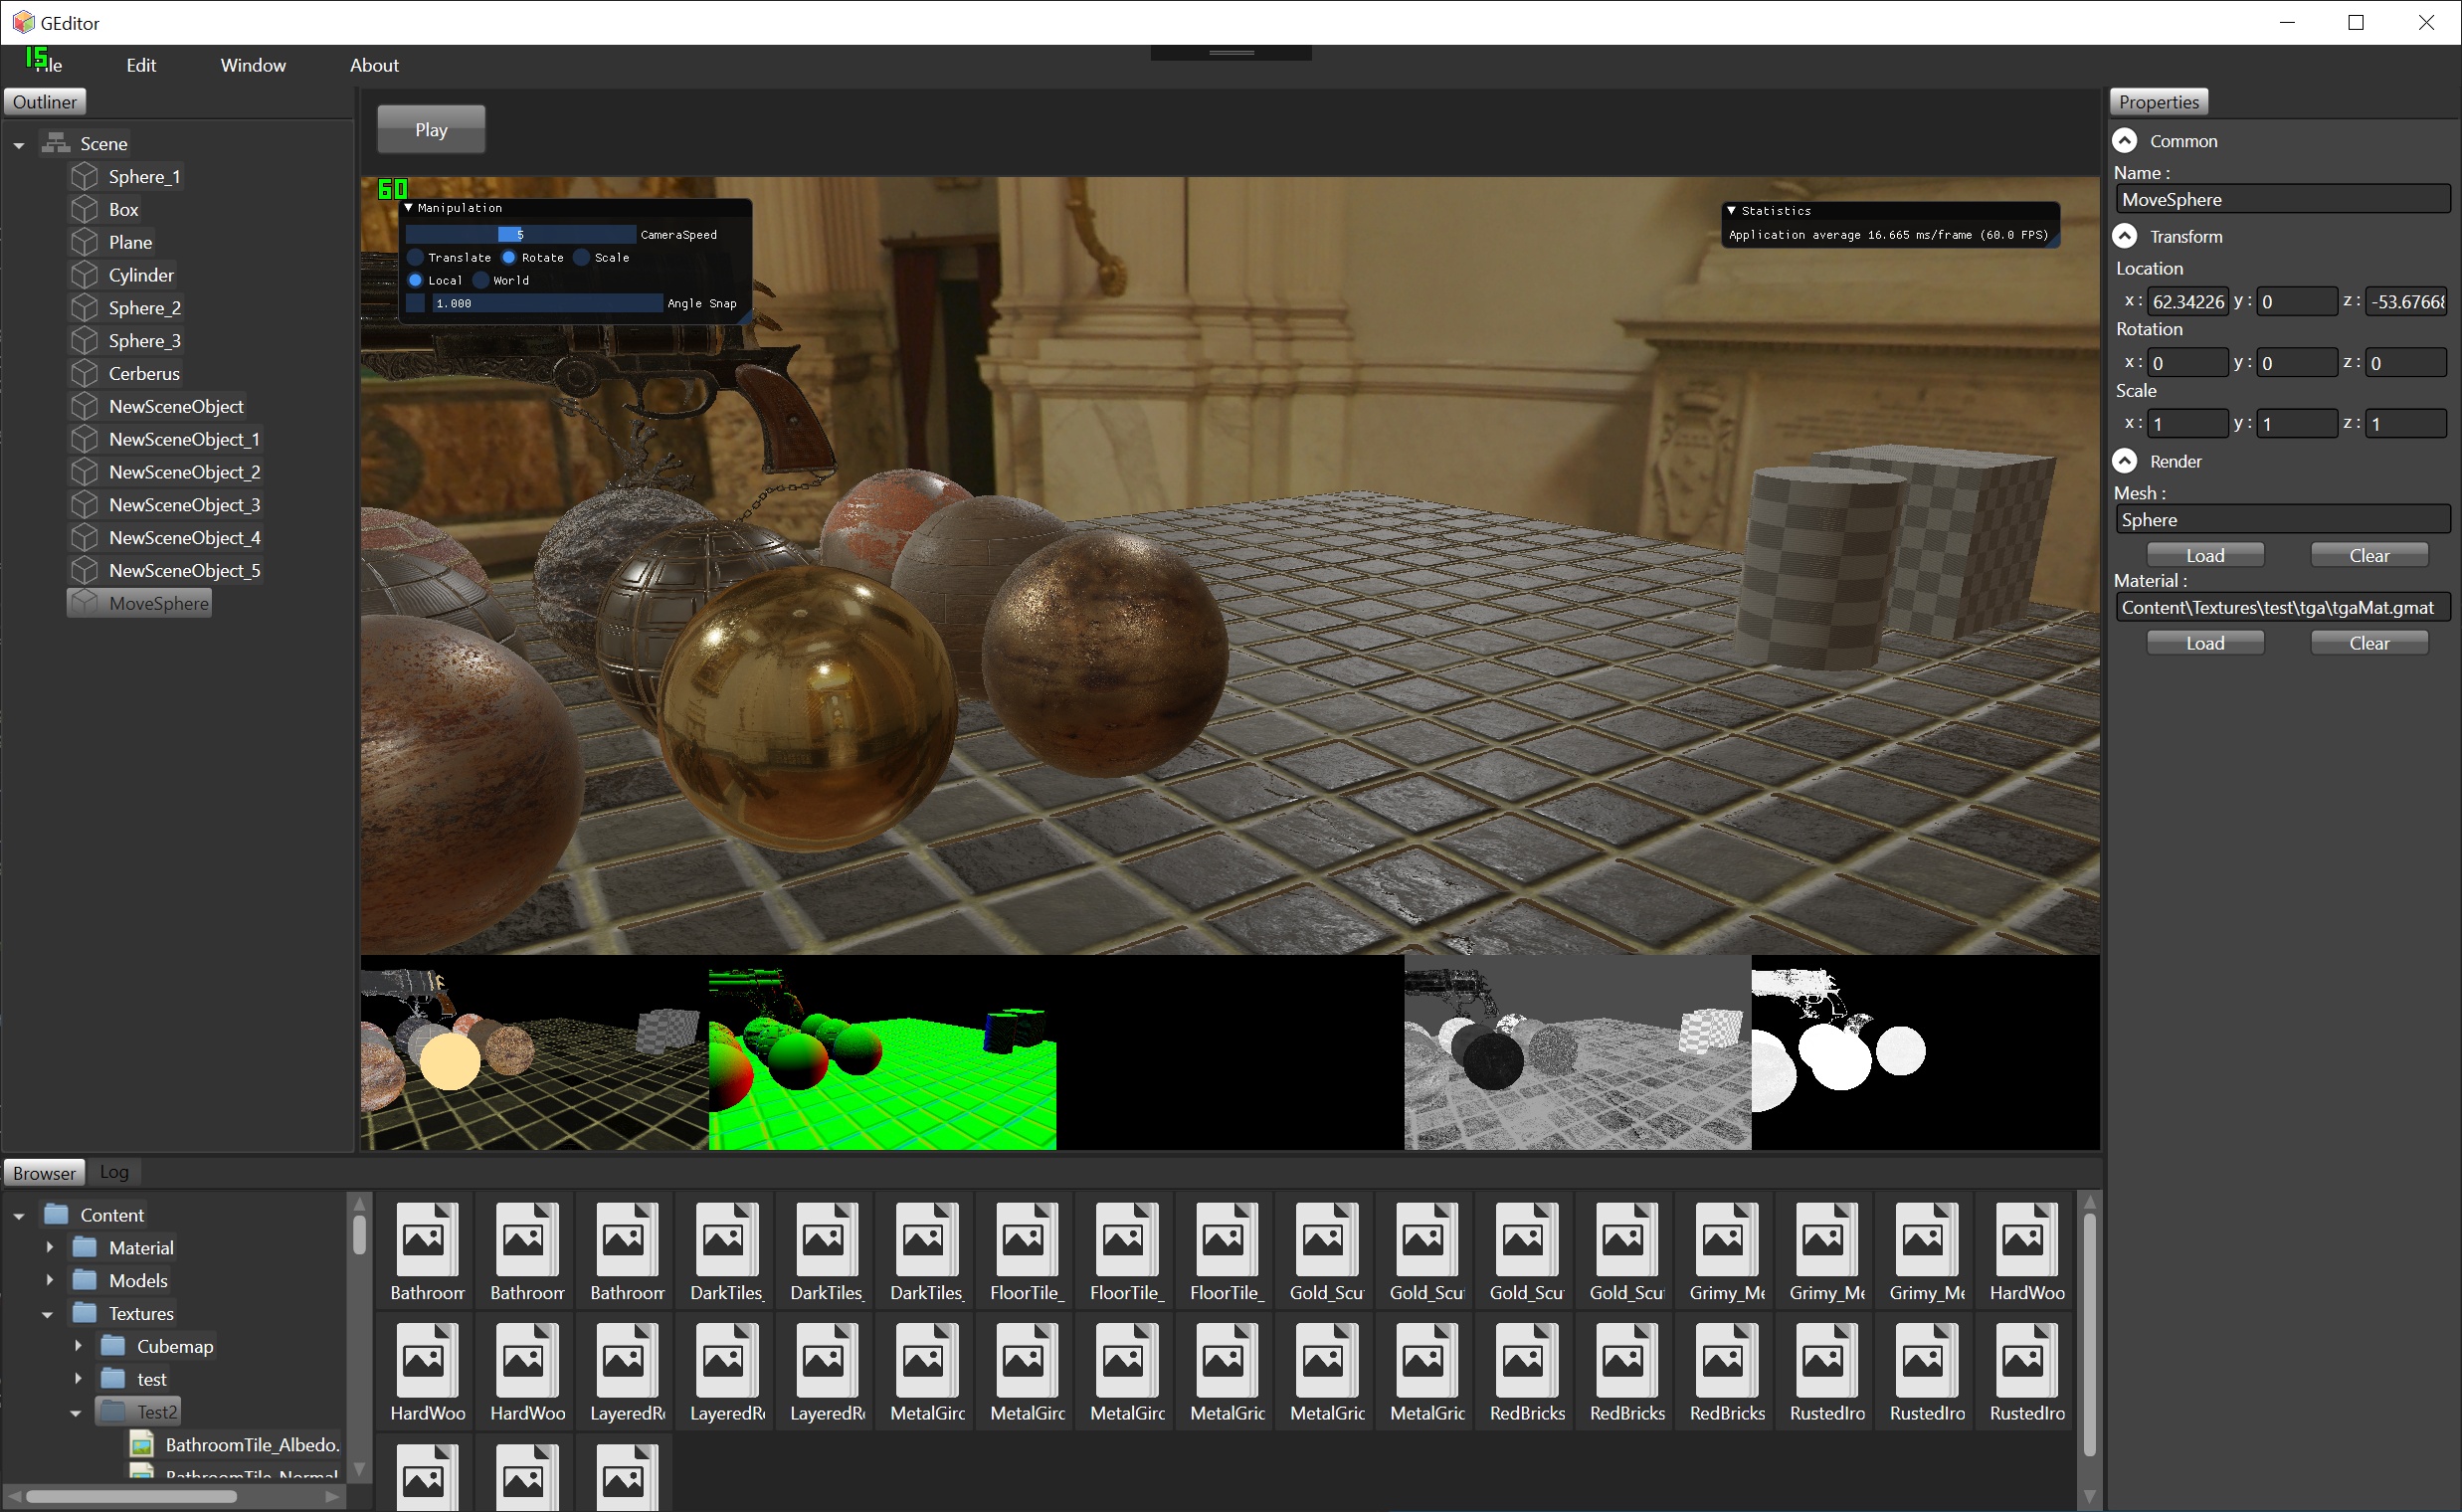 GEditor
15
File Edit Window About
Outliner
Scene
Sphere_1
Box
Plane
Cylinder
Sphere_2
Sphere_3
Cerberus
NewSceneObject
NewSceneObject_1
NewSceneObject_2
NewSceneObject_3
NewSceneObject_4
NewSceneObject_5
MoveSphere
Play
60
Manipulation
5 CameraSpeed
Translate Rotate Scale
Local World
1.000 Angle Snap
Statistics
Application average 16.665 ms/frame (60.0 FPS)
Properties
Common
Name :
MoveSphere
Transform
Location
x : 62.34226 y : 0 z : -53.6766
Rotation
x : 0 y : 0 z : 0
Scale
x : 1 y : 1 z : 1
Render
Mesh :
Sphere
Load Clear
Material :
Content\Textures\test\tga\tgaMat.gmat
Load Clear
Browser Log
Content
Material
Models
Textures
Cubemap
test
Test2
BathroomTile_Albedo.
BathroomTile_Normal
Bathroom Bathroom Bathroom DarkTiles_ DarkTiles_ DarkTiles_ FloorTile_ FloorTile_ FloorTile_ Gold_Scu Gold_Scu Gold_Scu Gold_Scu Grimy_Me Grimy_Me Grimy_Me HardWoo
HardWoo HardWoo LayeredR LayeredR LayeredR MetalGric MetalGric MetalGric MetalGric MetalGric MetalGric RedBricks RedBricks RedBricks RustedIro RustedIro RustedIro